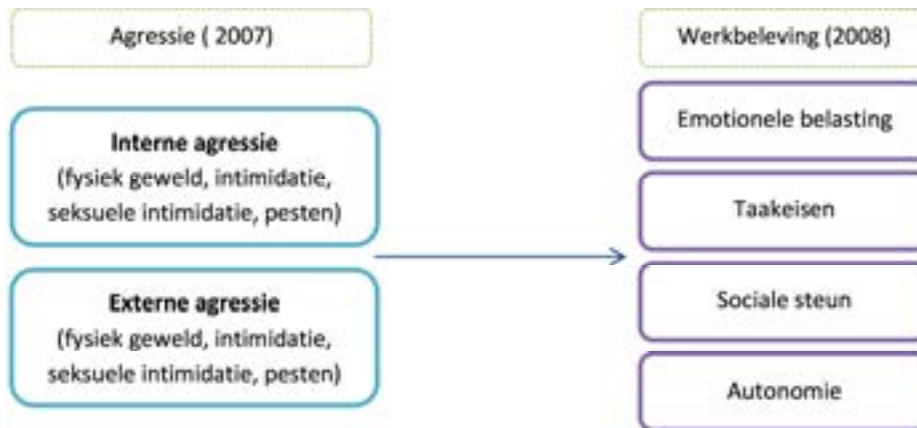 Agressie ( 2007)
Interne agressie
(fysiek geweld, intimidatie,
seksuele intimidatie, pesten)
Externe agressie
(fysiek geweld, intimidatie,
seksuele intimidatie, pesten)
Werkbeleving (2008)
Emotionele belasting
Taakeisen
Sociale steun
Autonomie